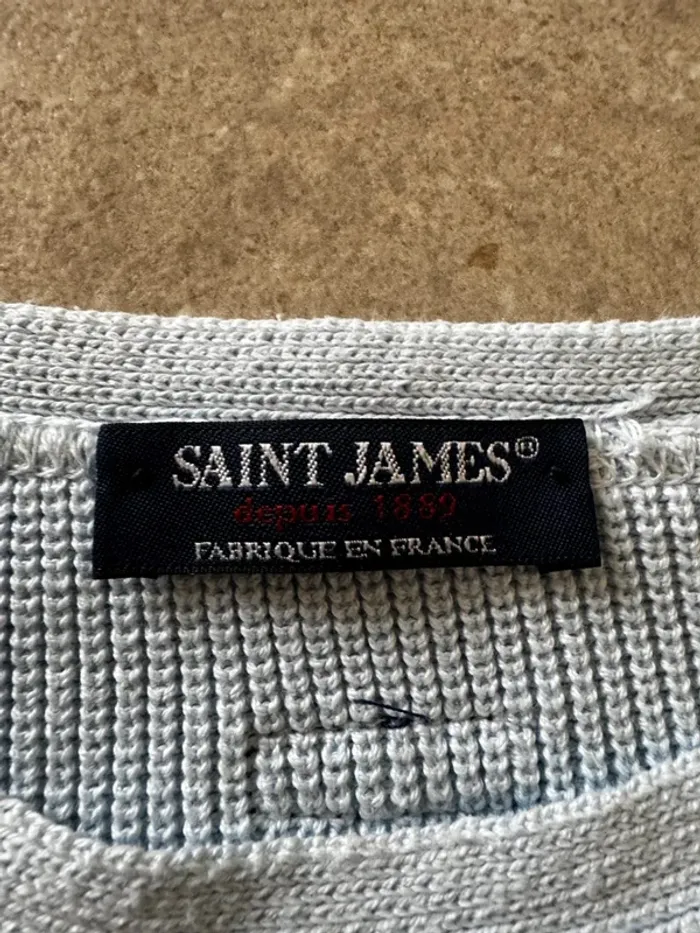 SAINT JAMES®
depuis 1889
FABRIQUE EN FRANCE